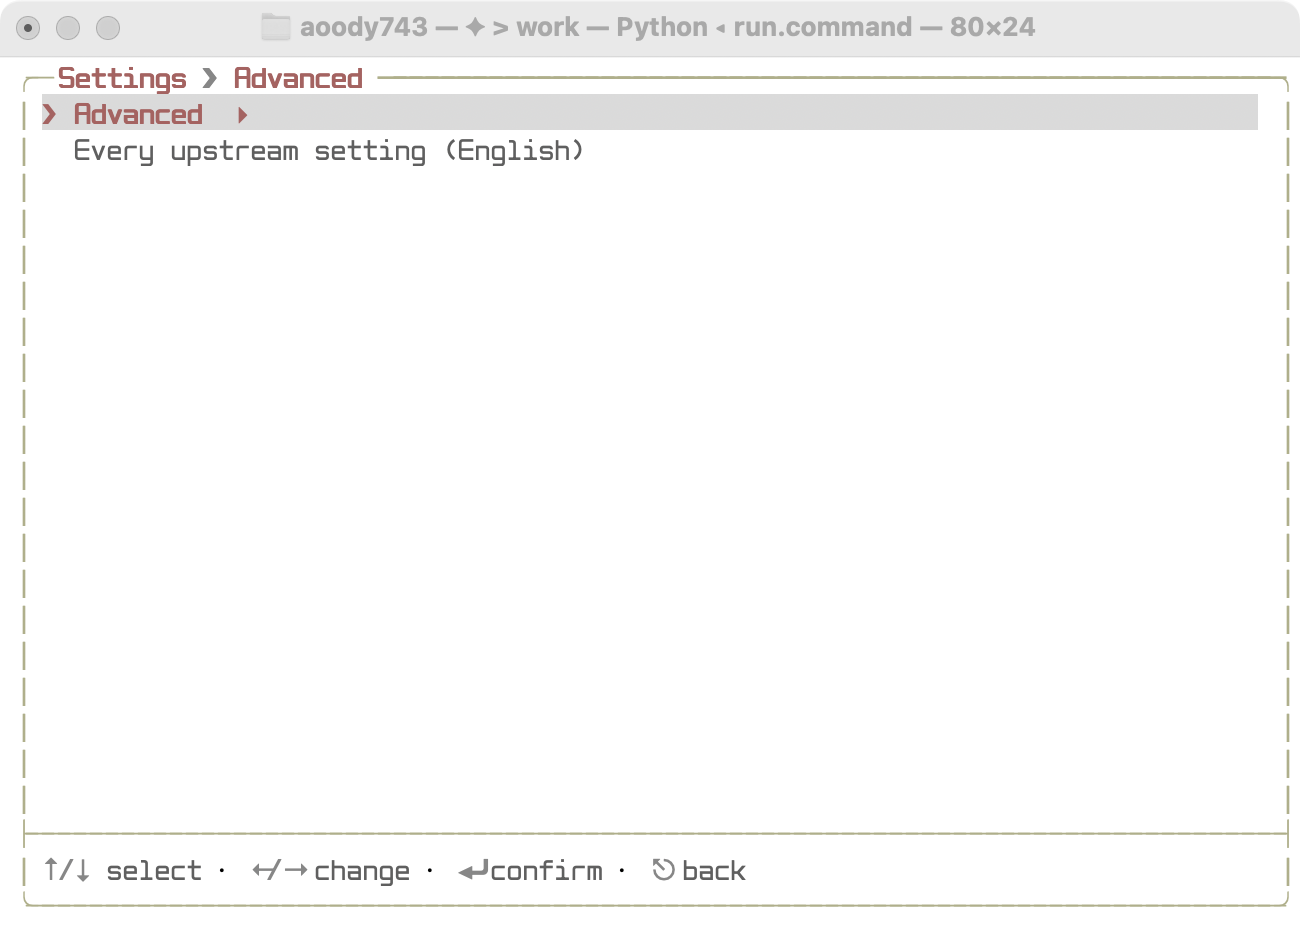 aoody743 — ✦ > work — Python ◂ run.command — 80×24
Settings ❯ Advanced
❯ Advanced ▸
Every upstream setting (English)
↑/↓ select · ←/→ change · ↵ confirm · ⎋ back